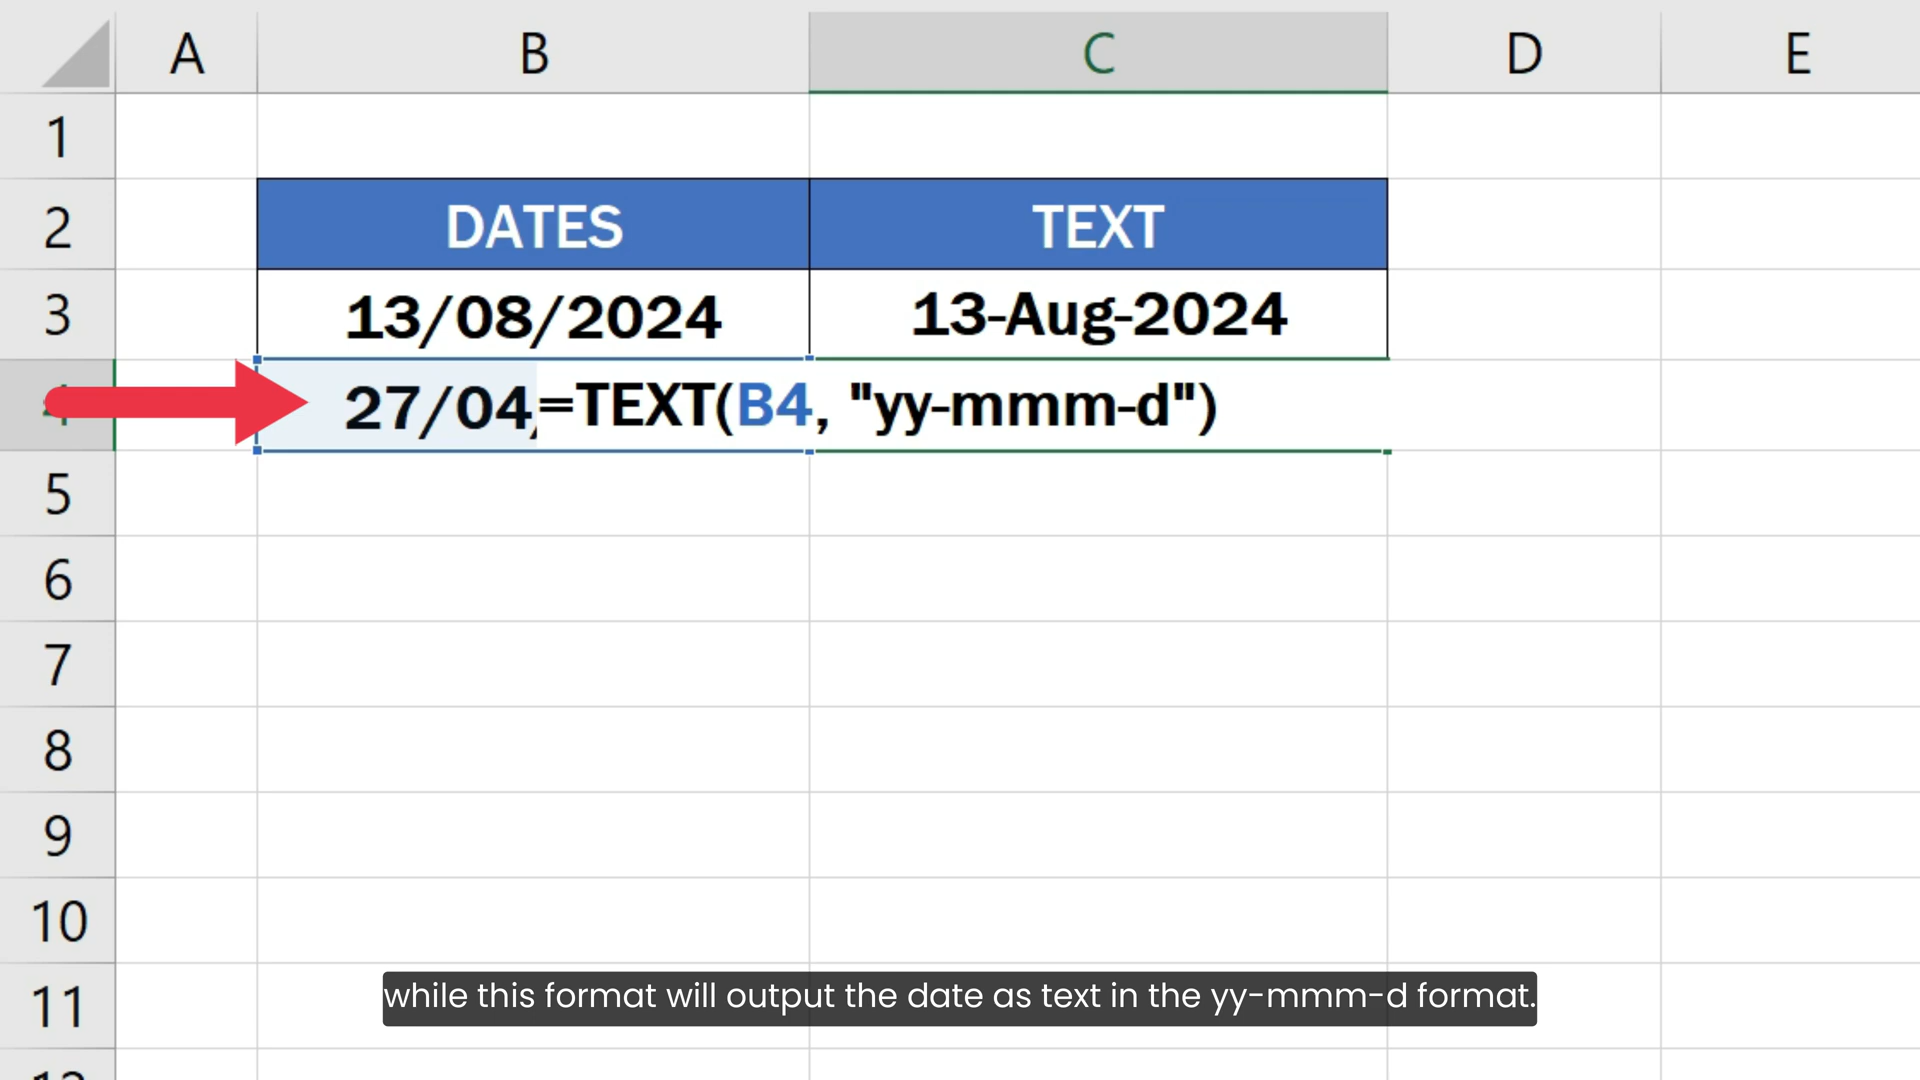 A B C D E
1
2 DATES TEXT
3 13/08/2024 13-Aug-2024
27/04/ =TEXT(B4, "yy-mmm-d")
5
6
7
8
9
10
11
while this format will output the date as text in the yy-mmm-d format.